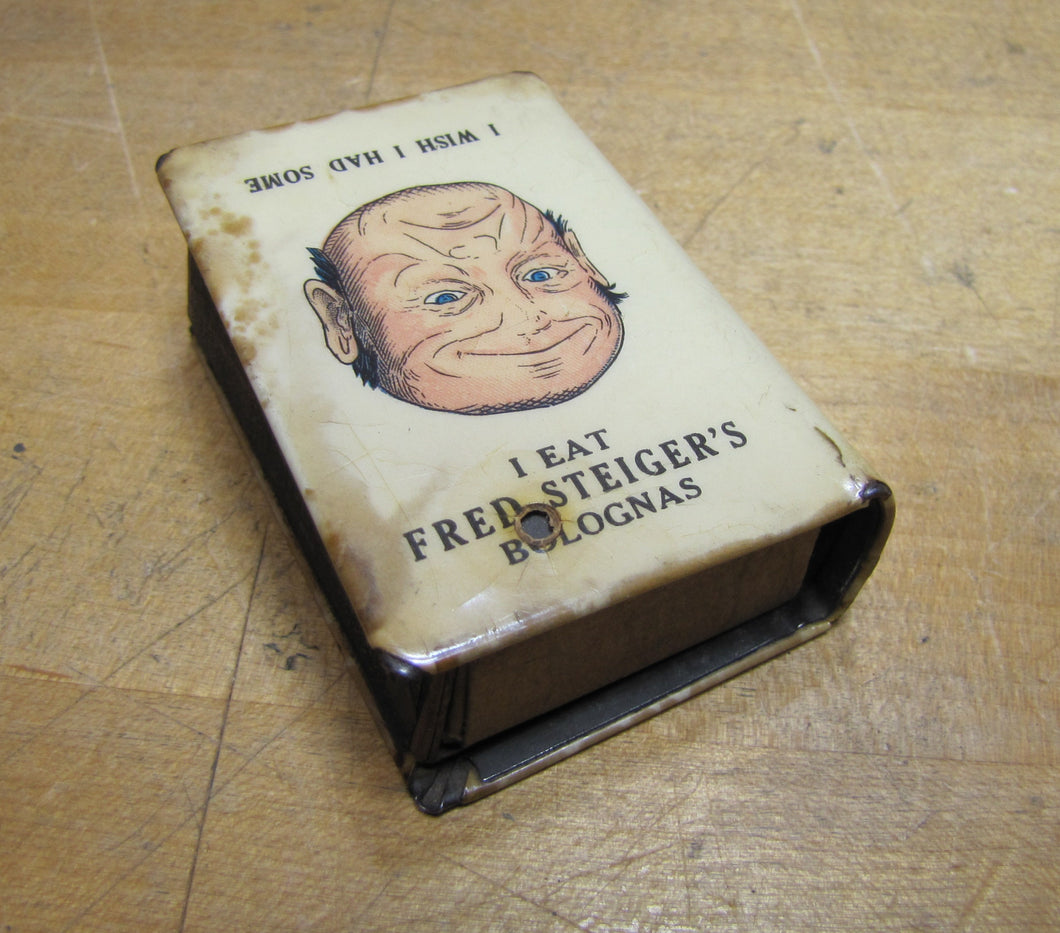 I WISH I HAD SOME
I EAT
FRED STEIGER'S
BOLOGNAS